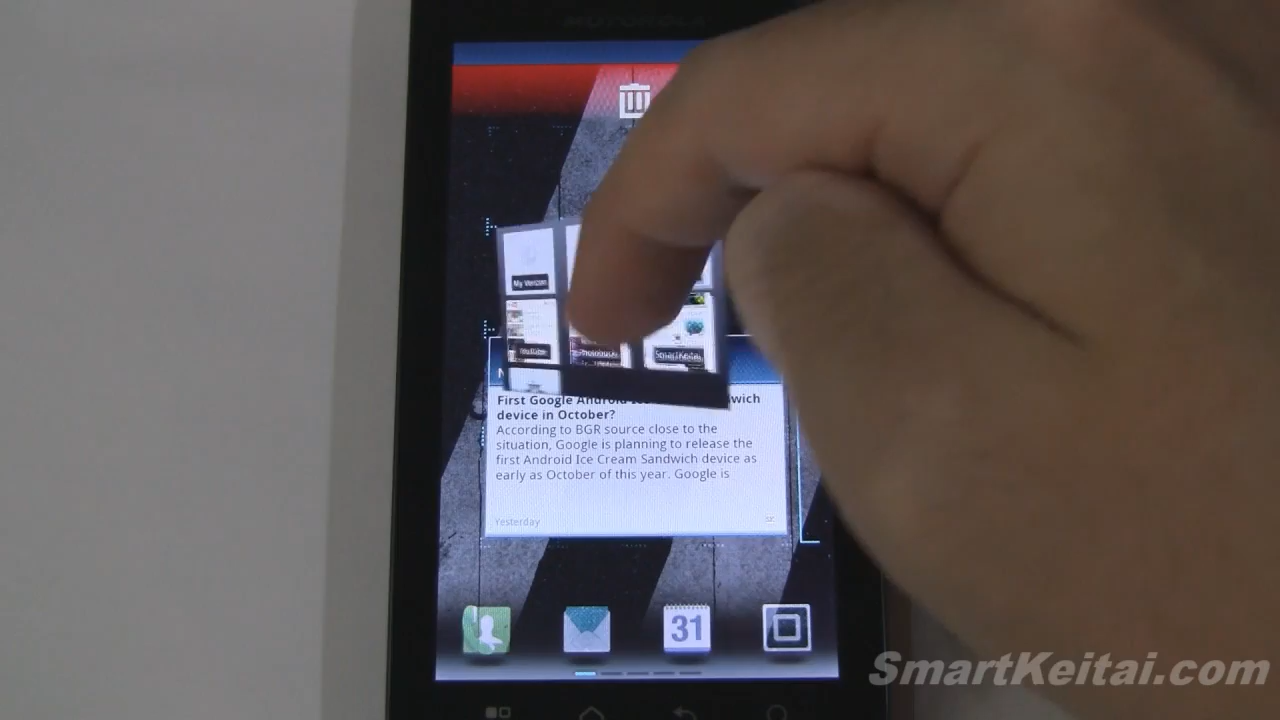 MOTOROLA
My Verizon
YouTube
SmartKeitai
First Google Android Ice Sandwich
device in October?
According to BGR source close to the
situation, Google is planning to release the
first Android Ice Cream Sandwich device as
early as October of this year. Google is
Yesterday
31
SmartKeitai.com